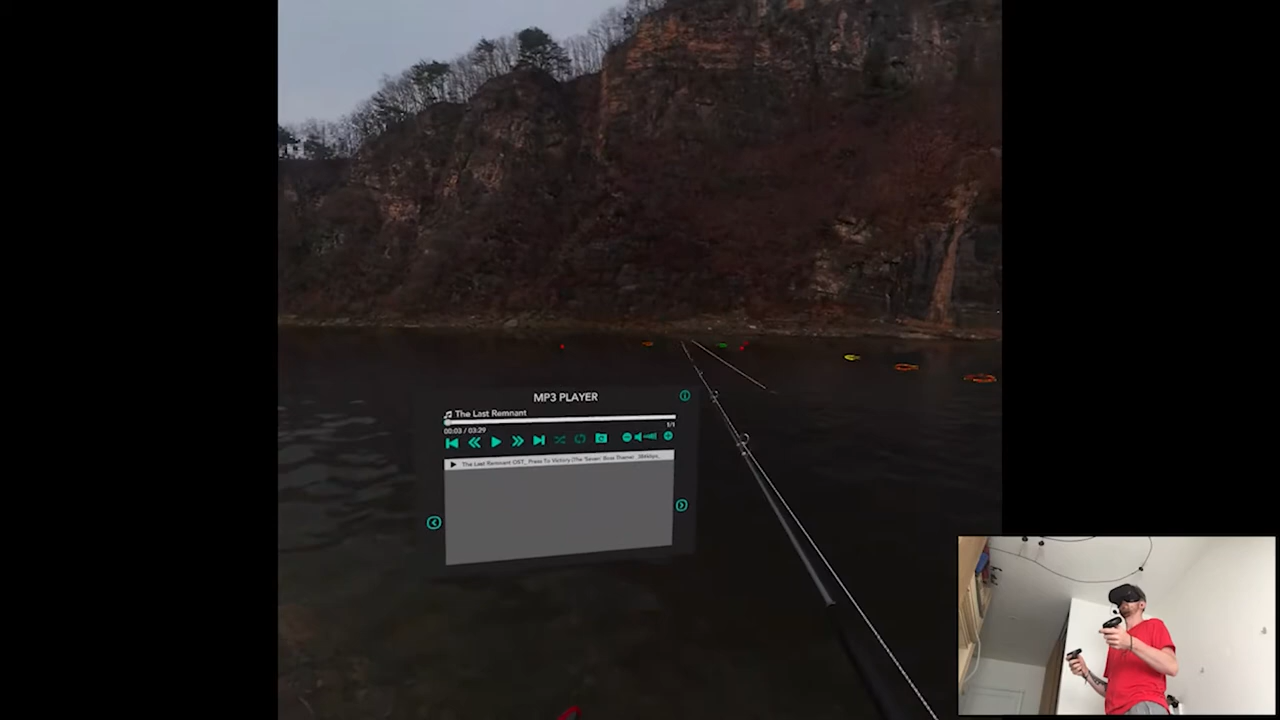 MP3 PLAYER
The Last Remnant
1/1
00:03 / 03:29
The Last Remnant OST_ Press To Victory (The 'Seven' Boss Theme)